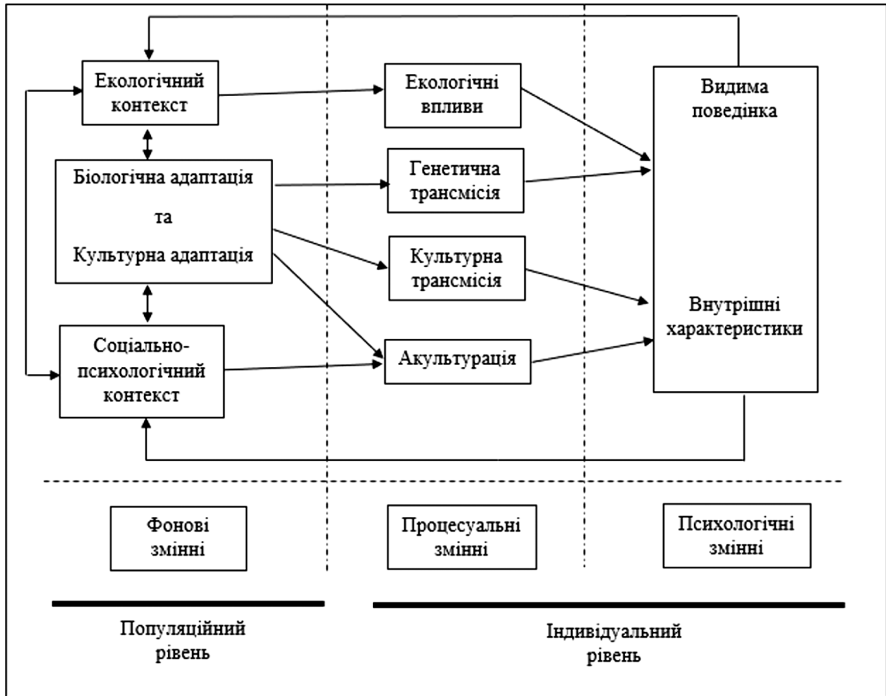 Екологічний
контекст
Екологічні
впливи
Видима
поведінка
Біологічна адаптація
та
Культурна адаптація
Генетична
трансмісія
Культурна
трансмісія
Внутрішні
характеристики
Соціально-
психологічний
контекст
Акультурація
Фонові
змінні
Процесуальні
змінні
Психологічні
змінні
Популяційний
рівень
Індивідуальний
рівень